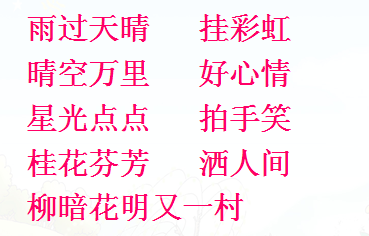 雨过天晴 挂彩虹
晴空万里 好心情
星光点点 拍手笑
桂花芬芳 洒人间
柳暗花明又一村